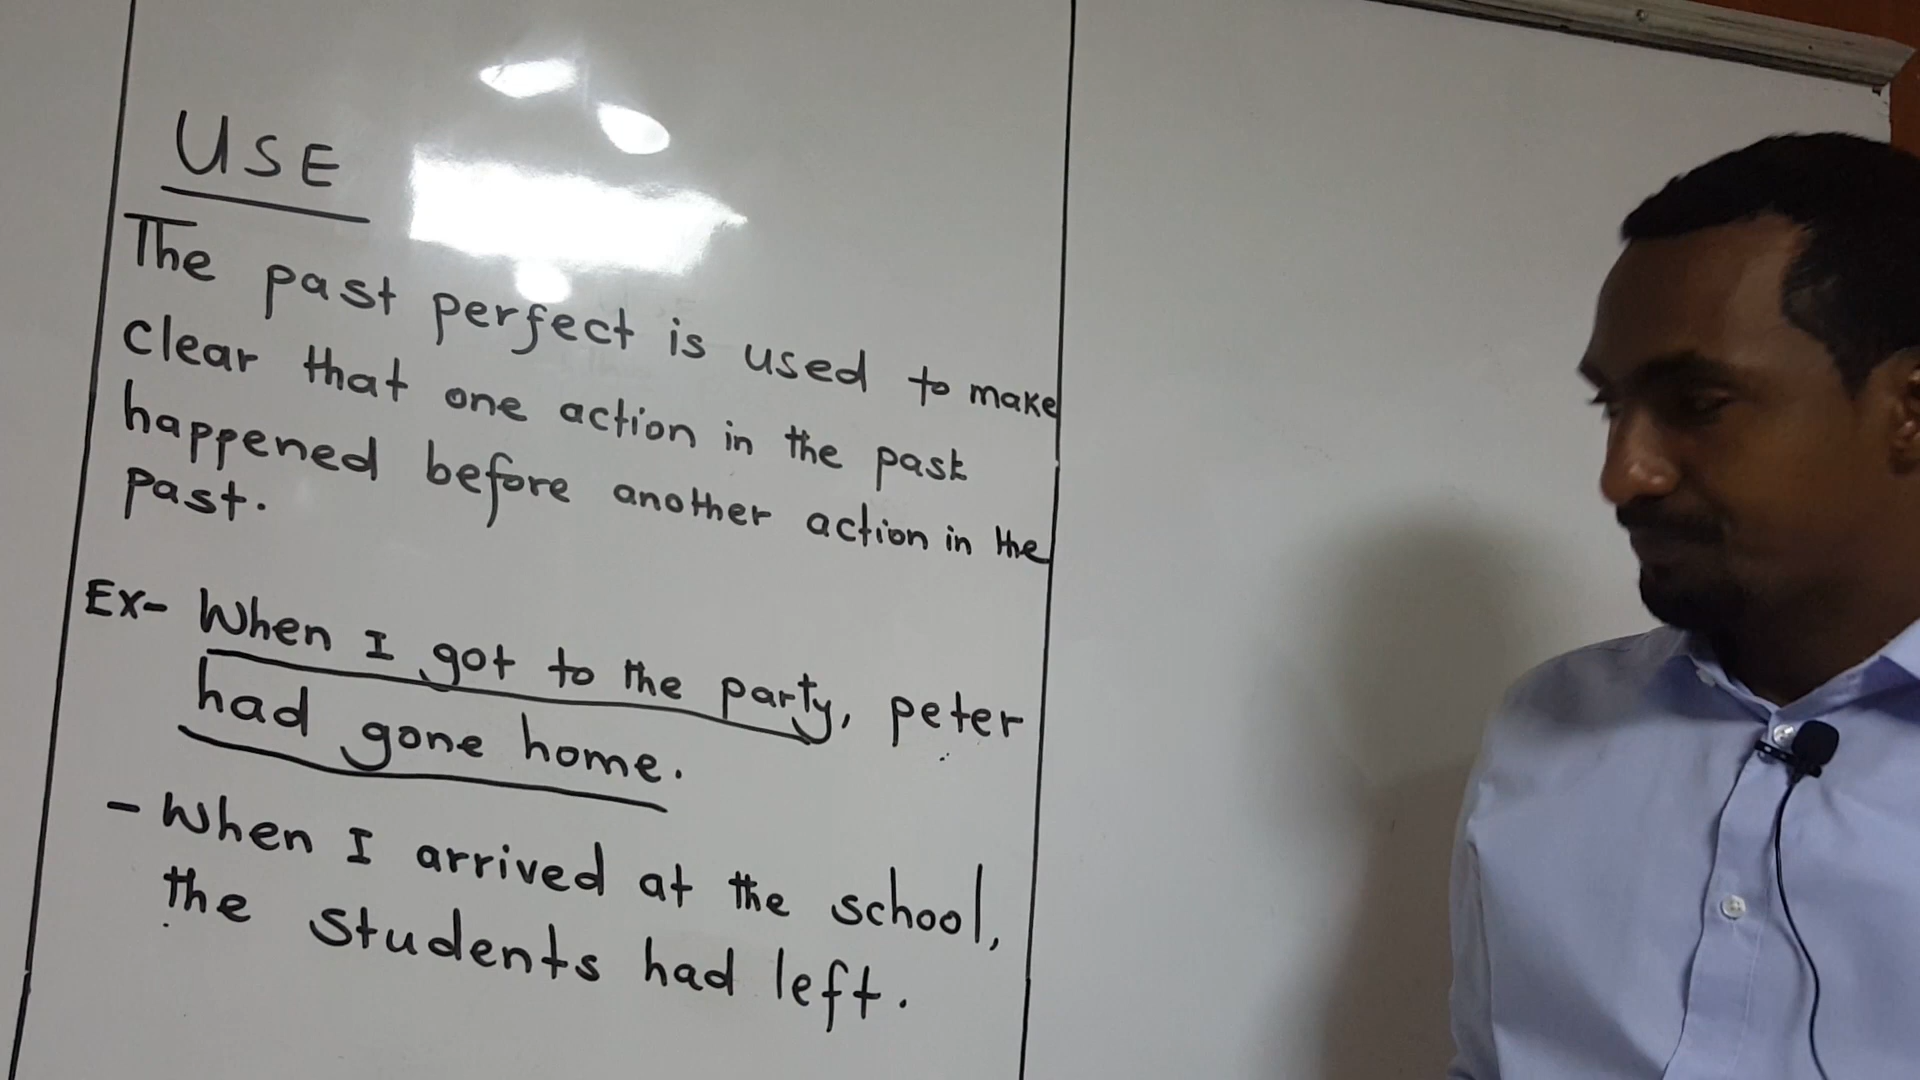 USE
The past perfect is used to make
clear that one action in the past
happened before another action in the
past.
Ex- When I got to the party, peter
had gone home.
- When I arrived at the school,
the students had left.